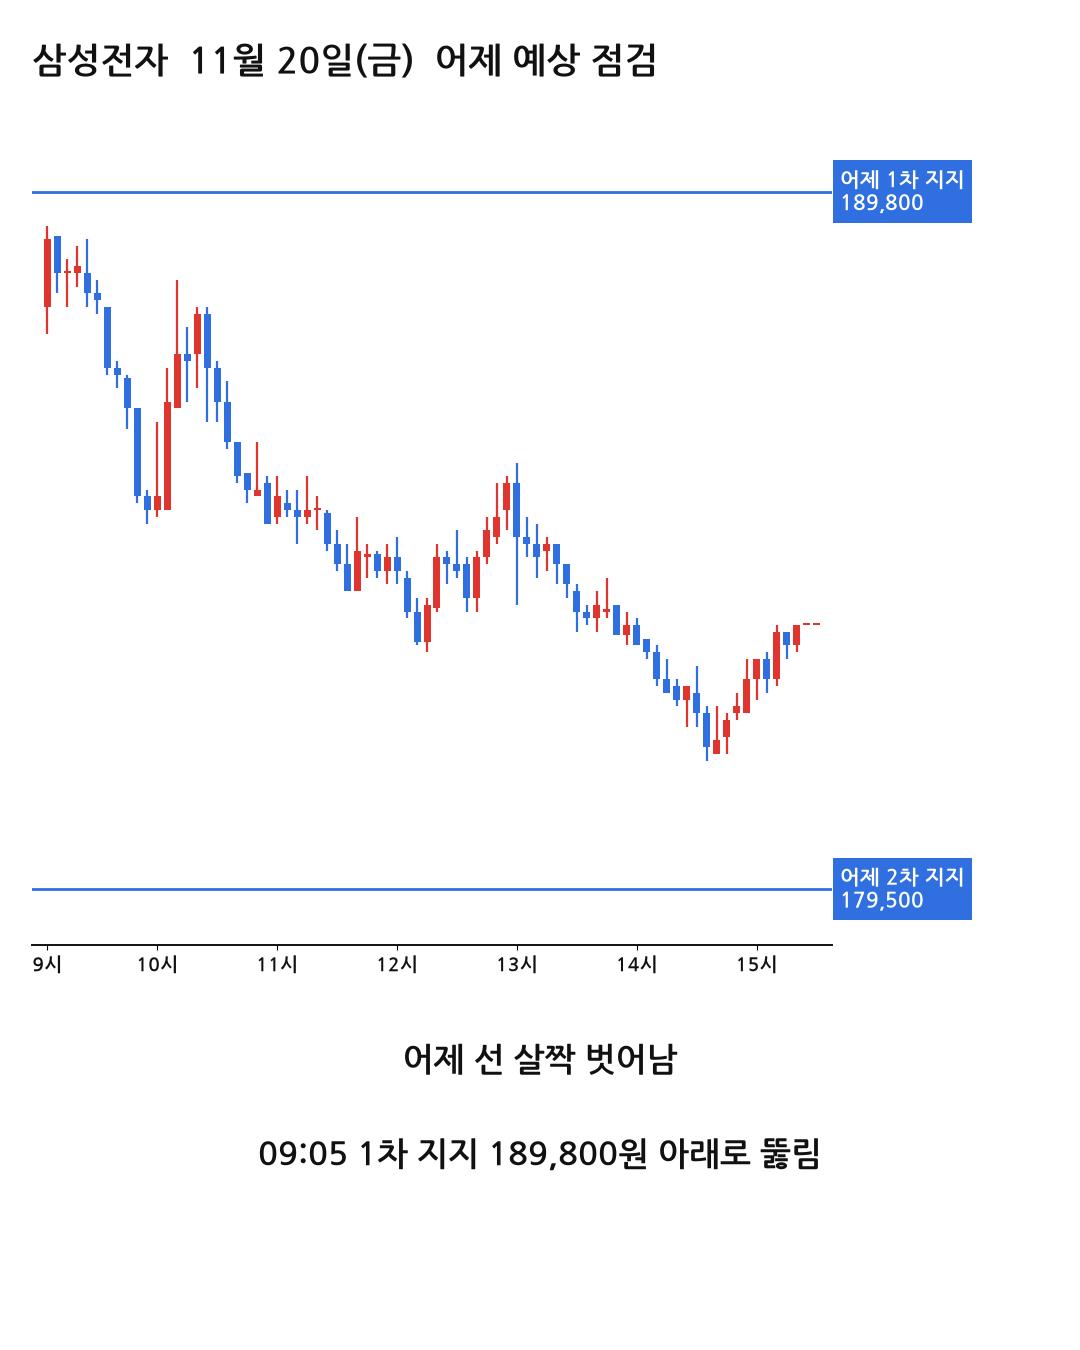 삼성전자 11월 20일(금) 어제 예상 점검
어제 1차 지지
189,800
어제 2차 지지
179,500
9시 10시 11시 12시 13시 14시 15시
어제 선 살짝 벗어남
09:05 1차 지지 189,800원 아래로 뚫림